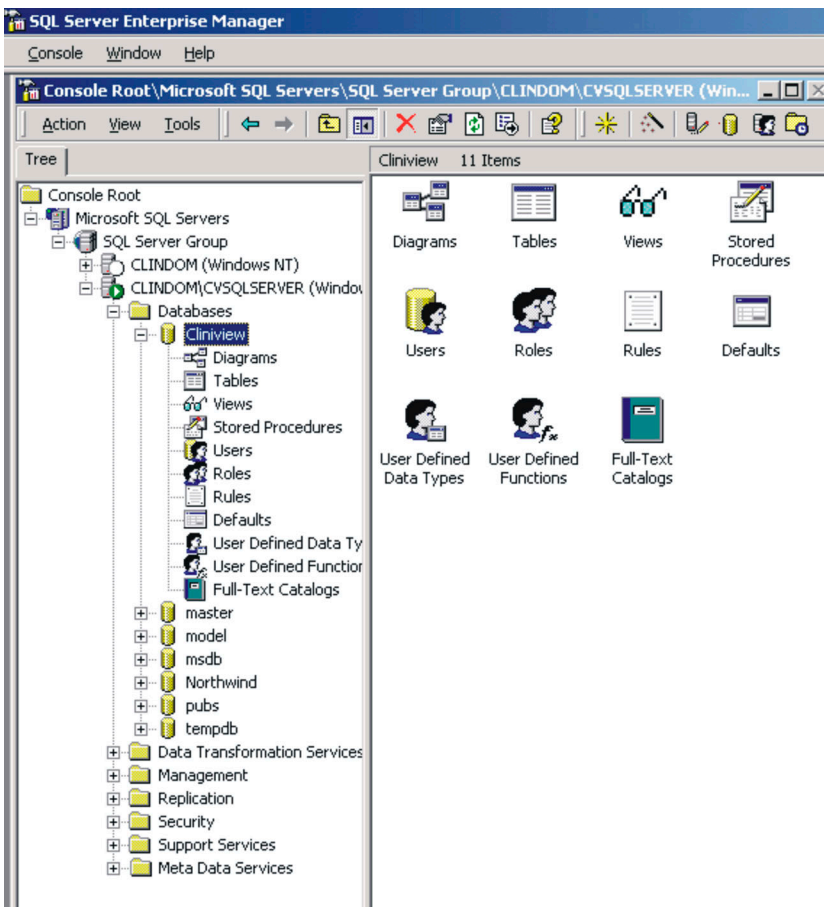 SQL Server Enterprise Manager
Console Window Help
Console Root\Microsoft SQL Servers\SQL Server Group\CLINDOM\CVSQLSERVER (Win...
Action View Tools
Tree
Cliniview 11 Items
Console Root
Microsoft SQL Servers
SQL Server Group
CLINDOM (Windows NT)
CLINDOM\CVSQLSERVER (Window
Databases
Cliniview
Diagrams
Tables
Views
Stored Procedures
Users
Roles
Rules
Defaults
User Defined Data Ty
User Defined Function
Full-Text Catalogs
master
model
msdb
Northwind
pubs
tempdb
Data Transformation Services
Management
Replication
Security
Support Services
Meta Data Services
Diagrams Tables Views Stored
Procedures
Users Roles Rules Defaults
User Defined User Defined Full-Text
Data Types Functions Catalogs